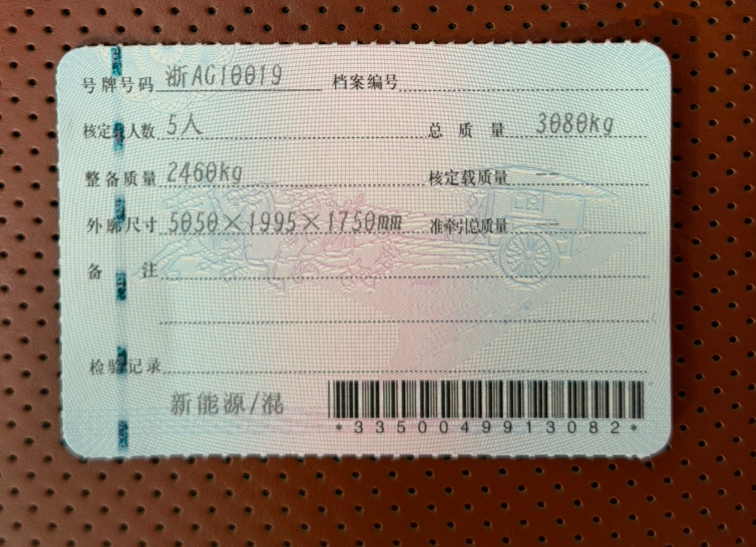 号牌号码 浙AG10019 档案编号
核定载人数 5人 总质量 3080kg
整备质量 2460kg 核定载质量 --
外廓尺寸 5050×1995×1750mm 准牵引总质量 --
备注
检验记录
新能源/混
*3350049913082*